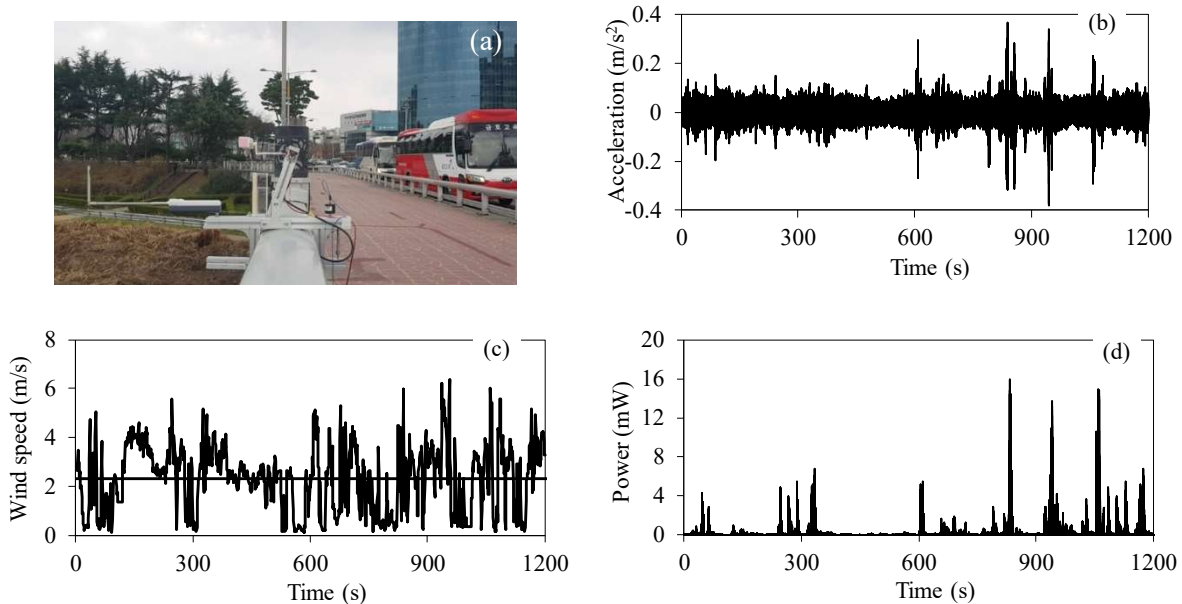 (a)
(b)
Acceleration (m/s²)
0.4
0.2
0
-0.2
-0.4
0 300 600 900 1200
Time (s)
(c)
Wind speed (m/s)
8
6
4
2
0
0 300 600 900 1200
Time (s)
(d)
Power (mW)
20
16
12
8
4
0
0 300 600 900 1200
Time (s)